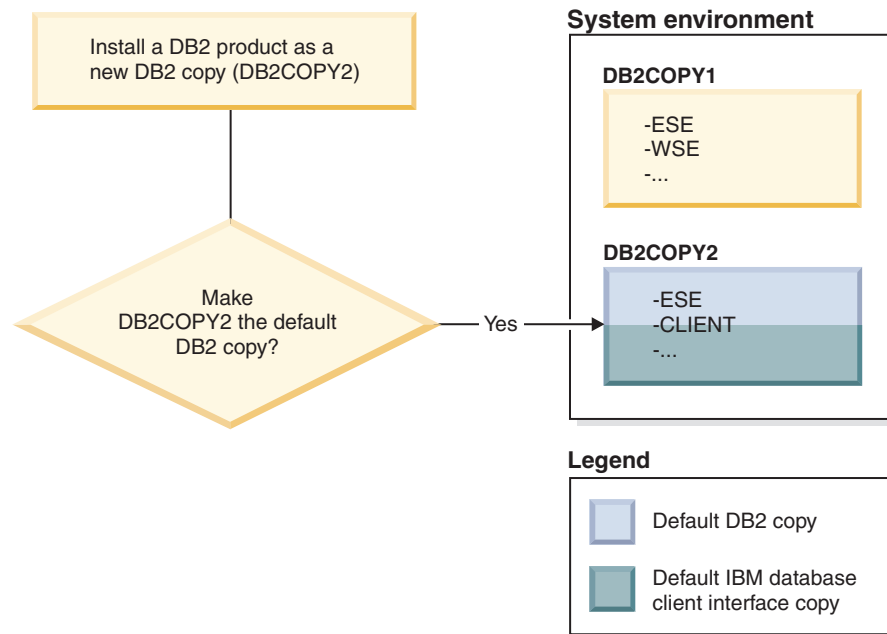 Install a DB2 product as a
new DB2 copy (DB2COPY2)
Make
DB2COPY2 the default
DB2 copy?
Yes
System environment
DB2COPY1
-ESE
-WSE
-...
DB2COPY2
-ESE
-CLIENT
-...
Legend
Default DB2 copy
Default IBM database
client interface copy